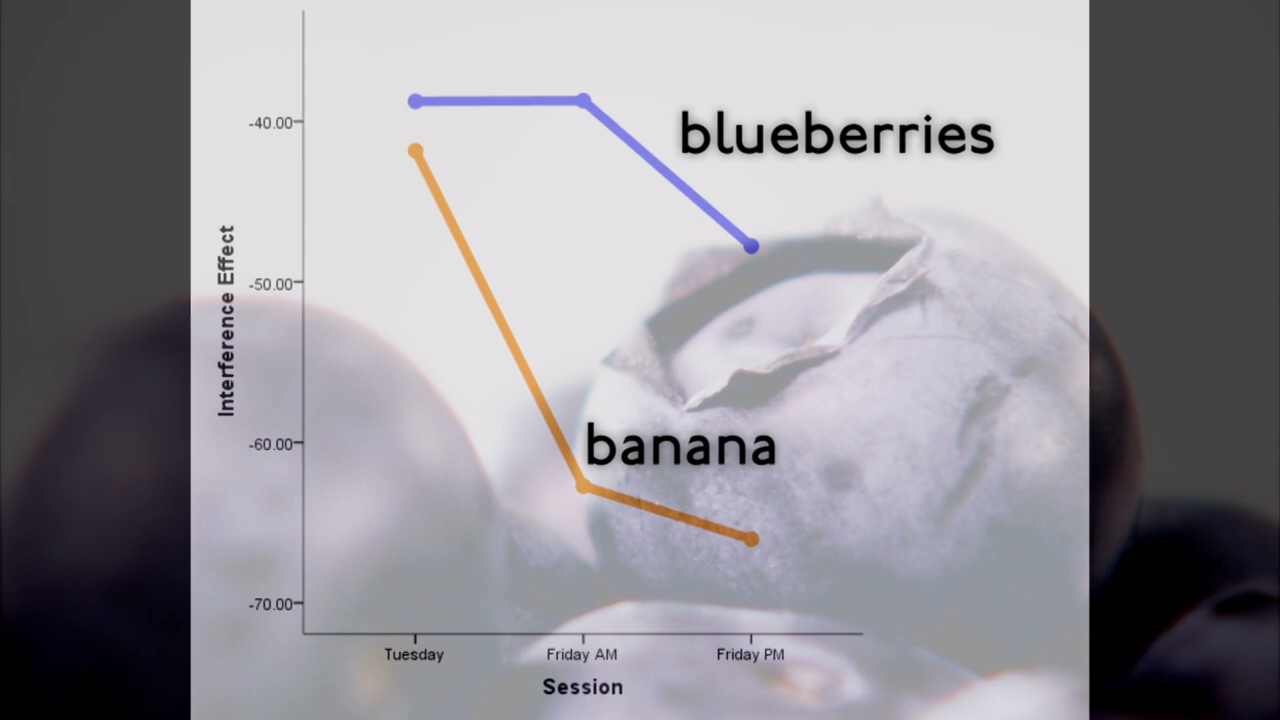 -40.00
-50.00
-60.00
-70.00
Interference Effect
blueberries
banana
Tuesday
Friday AM
Friday PM
Session